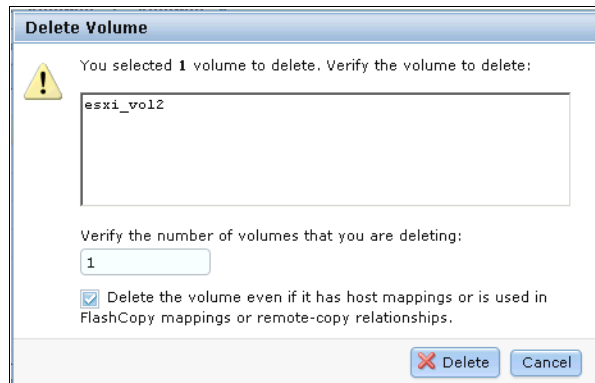 Delete Volume
You selected 1 volume to delete. Verify the volume to delete:
esxi_vol2
Verify the number of volumes that you are deleting:
1
Delete the volume even if it has host mappings or is used in
FlashCopy mappings or remote-copy relationships.
Delete Cancel